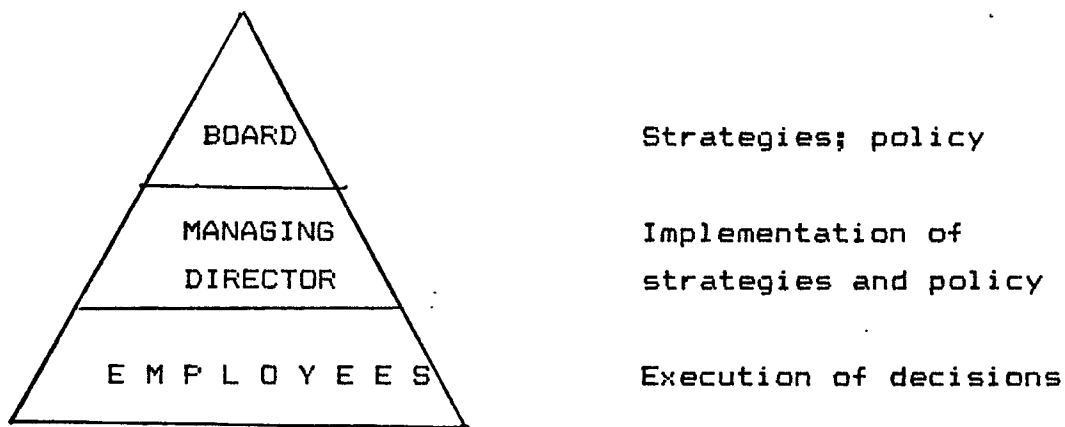 BOARD Strategies; policy
MANAGING Implementation of
DIRECTOR strategies and policy
E M P L O Y E E S Execution of decisions